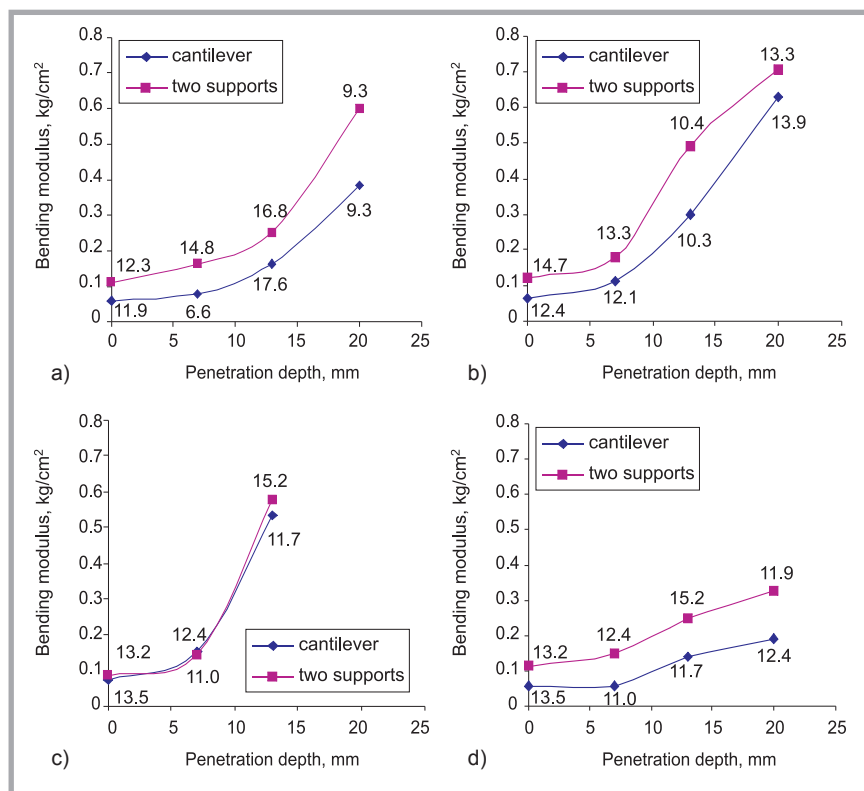 a)
Bending modulus, kg/cm²
0.8
0.7
0.6
0.5
0.4
0.3
0.2
0.1
0
cantilever
two supports
9.3
16.8
9.3
14.8
12.3
17.6
11.9
6.6
0 5 10 15 20 25
Penetration depth, mm
b)
Bending modulus, kg/cm²
0.8
0.7
0.6
0.5
0.4
0.3
0.2
0.1
0
cantilever
two supports
13.3
10.4
13.9
13.3
14.7
10.3
12.4
12.1
0 5 10 15 20 25
Penetration depth, mm
c)
Bending modulus, kg/cm²
0.8
0.7
0.6
0.5
0.4
0.3
0.2
0.1
0
15.2
11.7
13.2
12.4
13.5
11.0
cantilever
two supports
0 5 10 15 20 25
Penetration depth, mm
d)
Bending modulus, kg/cm²
0.8
0.7
0.6
0.5
0.4
0.3
0.2
0.1
0
cantilever
two supports
11.9
15.2
13.2
12.4
12.4
11.7
13.5
11.0
0 5 10 15 20 25
Penetration depth, mm